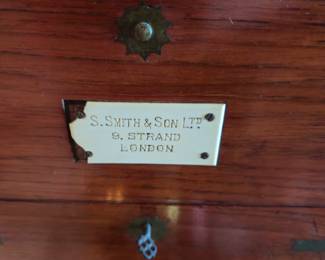 S. SMITH & SON LTD
9. STRAND
LONDON